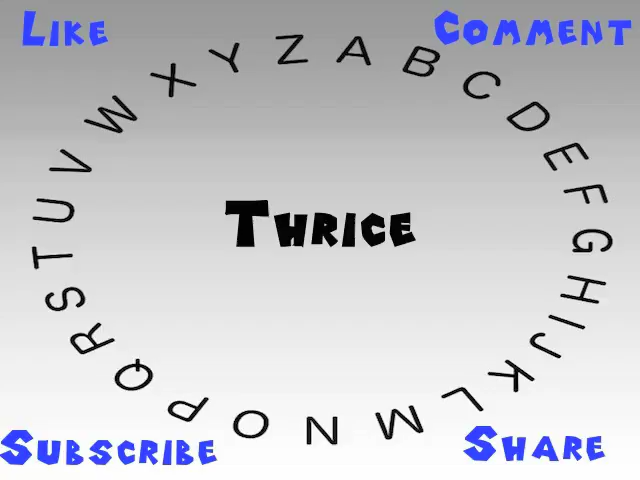 Like
Comment
A B C D E F G H I J K L M N O P Q R S T U V W X Y Z
Thrice
Subscribe
Share